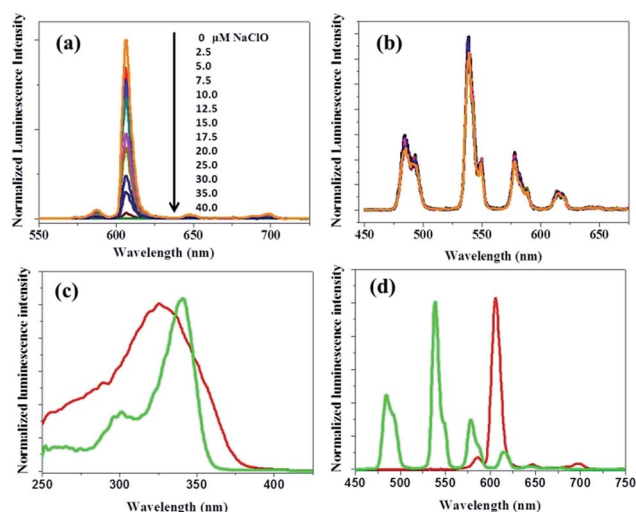 (a)
0 μM NaClO
2.5
5.0
7.5
10.0
12.5
15.0
17.5
20.0
25.0
30.0
35.0
40.0
Normalized Luminescence Intensity
550 600 650 700
Wavelength (nm)
(b)
Normalized Luminescence Intensity
450 500 550 600 650
Wavelength (nm)
(c)
Normalized luminescence intensity
250 300 350 400
Wavelength (nm)
(d)
Normalized luminescence intensity
400 450 500 550 600 650 700 750
Wavelength (nm)